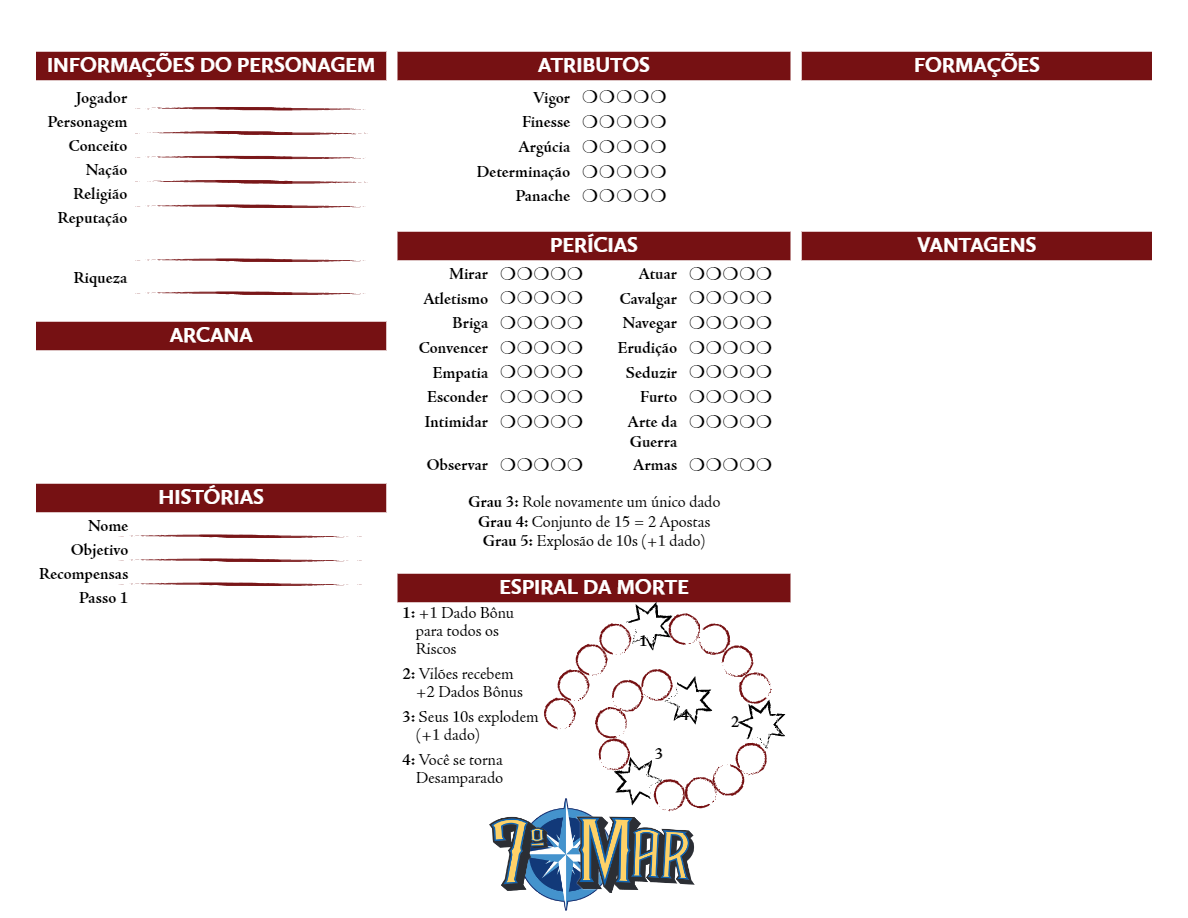 INFORMAÇÕES DO PERSONAGEM
Jogador
Personagem
Conceito
Nação
Religião
Reputação
Riqueza
ARCANA
HISTÓRIAS
Nome
Objetivo
Recompensas
Passo 1
ATRIBUTOS
Vigor
Finesse
Argúcia
Determinação
Panache
PERÍCIAS
Mirar Atuar
Atletismo Cavalgar
Briga Navegar
Convencer Erudição
Empatia Seduzir
Esconder Furto
Intimidar Arte da
Guerra
Observar Armas
Grau 3: Role novamente um único dado
Grau 4: Conjunto de 15 = 2 Apostas
Grau 5: Explosão de 10s (+1 dado)
ESPIRAL DA MORTE
1: +1 Dado Bônu
para todos os
Riscos
2: Vilões recebem
+2 Dados Bônus
3: Seus 10s explodem
(+1 dado)
4: Você se torna
Desamparado
1
2
3
4
7º MAR
FORMAÇÕES
VANTAGENS